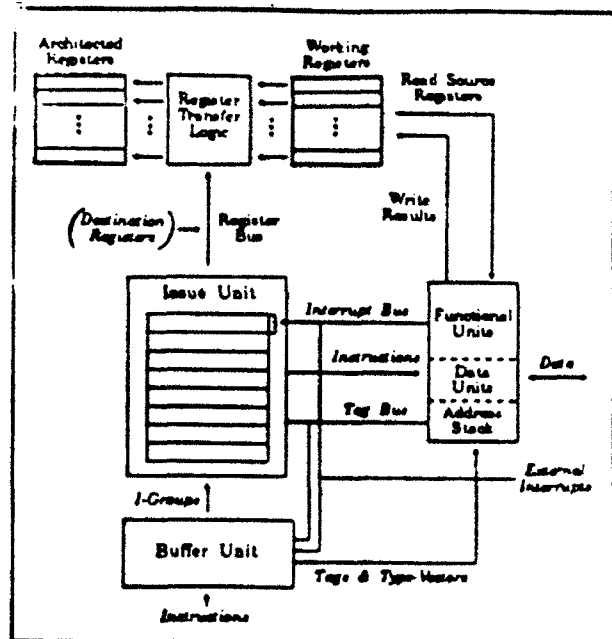 Architected
Registers
Working
Registers
Read Source
Registers
Register
Transfer
Logic
Write
Results
(Destination
Registers)
Register
Bus
Issue Unit
Interrupt Bus
Functional
Units
Instructions
Data
Units
Data
Tag Bus
Address
Stack
External
Interrupts
I-Groups
Buffer Unit
Tags & Type-Vectors
Instructions